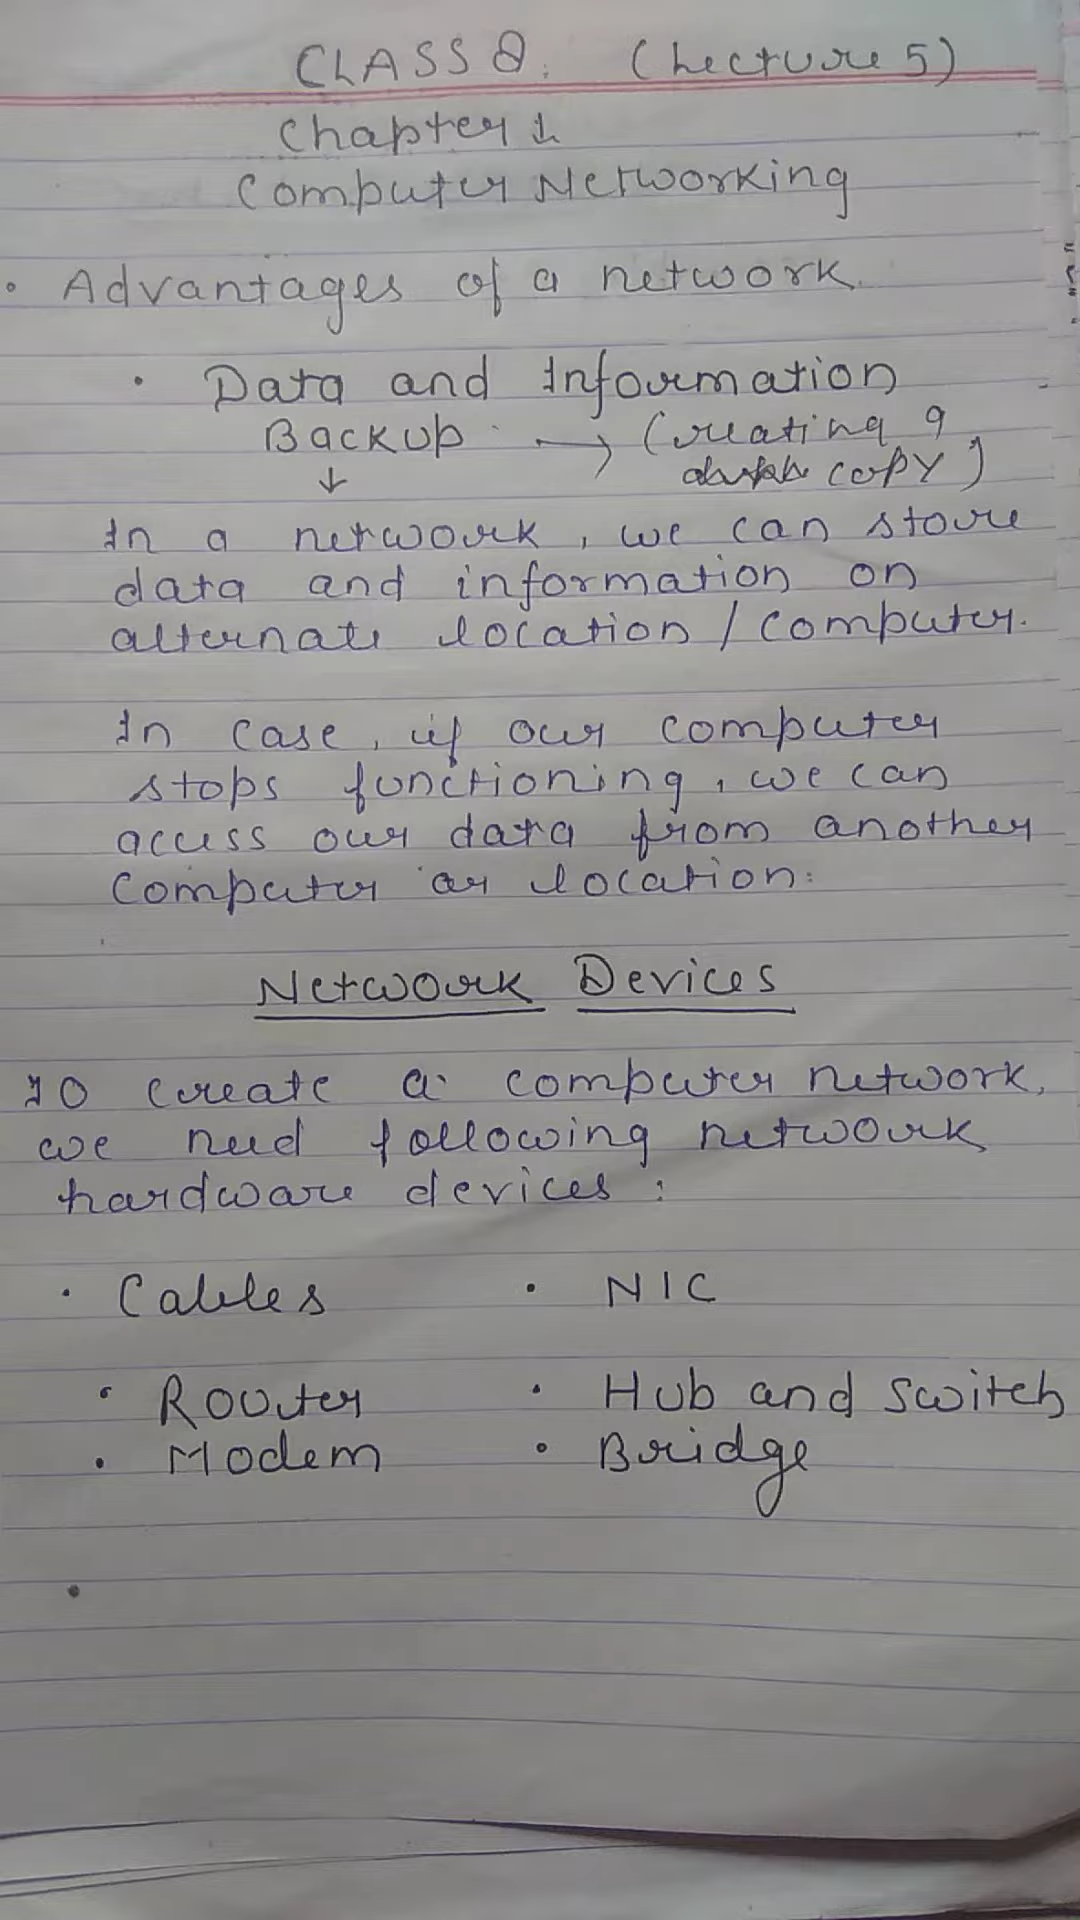 CLASS 8. (Lecture 5)
Chapter 1
Computer Networking
• Advantages of a network.
• Data and Information
Backup → (creating a
copy)
↓
In a network, we can store
data and information on
alternate location / computer.
In case, if our computer
stops functioning, we can
access our data from another
computer or location.
Network Devices
To create a computer network,
we need following network
hardware devices :
• Cables • NIC
• Router • Hub and Switch
• Modem • Bridge
•